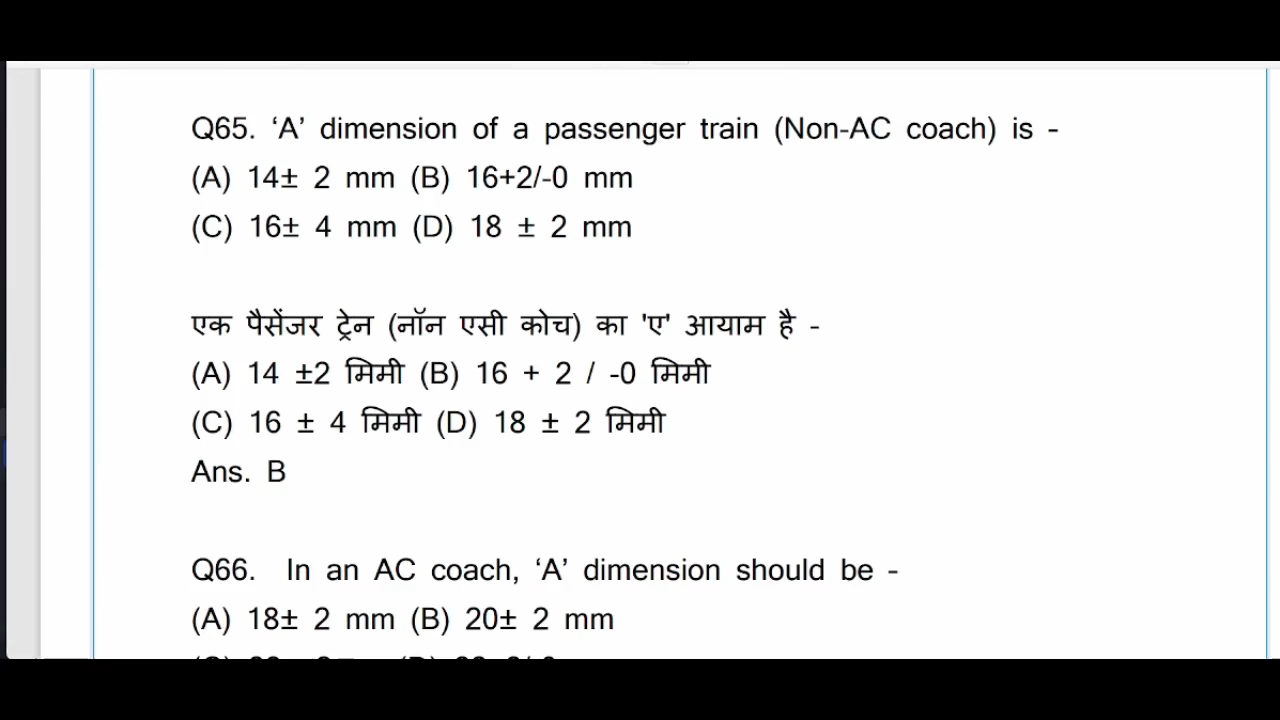 Q65. ‘A’ dimension of a passenger train (Non-AC coach) is -
(A) 14± 2 mm (B) 16+2/-0 mm
(C) 16± 4 mm (D) 18 ± 2 mm
एक पैसेंजर ट्रेन (नॉन एसी कोच) का 'ए' आयाम है -
(A) 14 ±2 मिमी (B) 16 + 2 / -0 मिमी
(C) 16 ± 4 मिमी (D) 18 ± 2 मिमी
Ans. B
Q66. In an AC coach, ‘A’ dimension should be -
(A) 18± 2 mm (B) 20± 2 mm